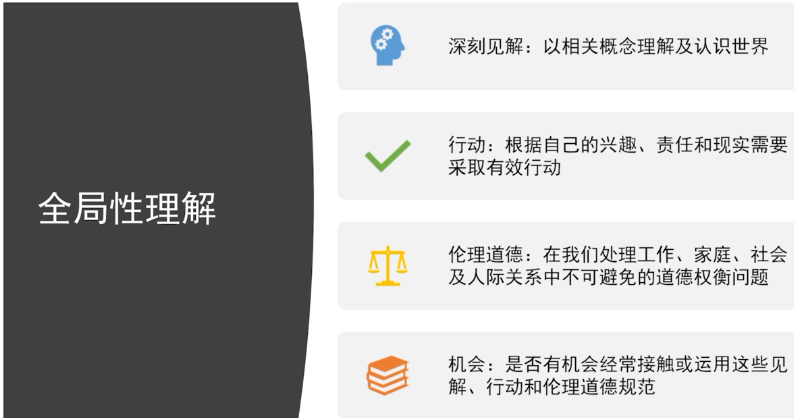 全局性理解
深刻见解：以相关概念理解及认识世界
行动：根据自己的兴趣、责任和现实需要
采取有效行动
伦理道德：在我们处理工作、家庭、社会
及人际关系中不可避免的道德权衡问题
机会：是否有机会经常接触或运用这些见
解、行动和伦理道德规范